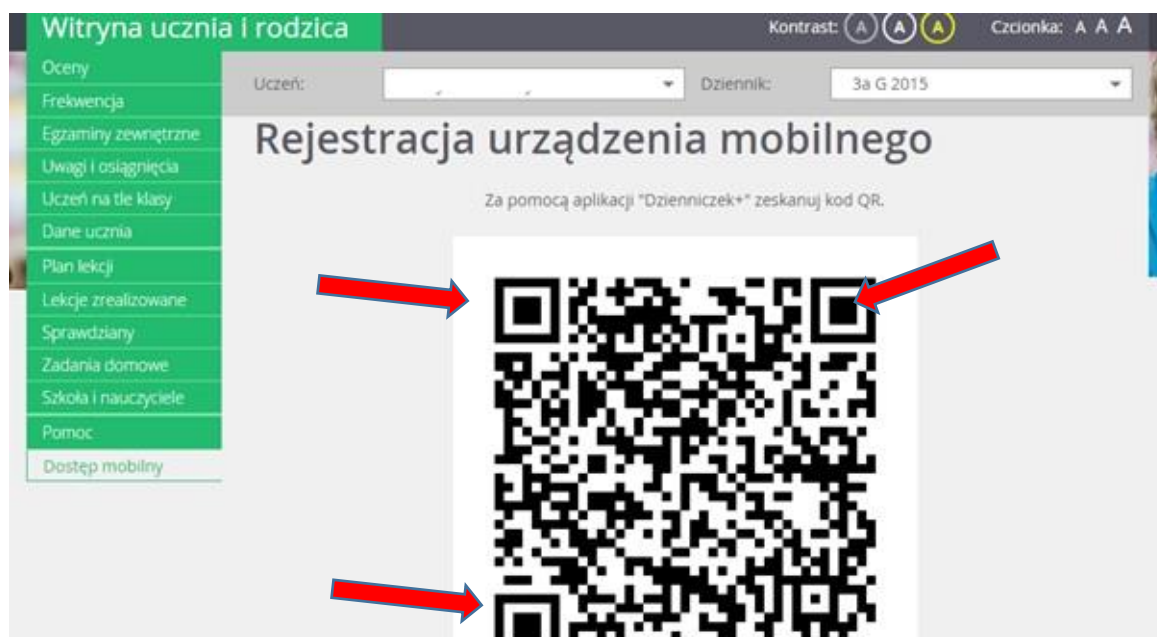 Witryna ucznia i rodzica
Kontrast: A A A Czcionka: A A A
Oceny
Frekwencja
Egzaminy zewnętrzne
Uwagi i osiągnięcia
Uczeń na tle klasy
Dane ucznia
Plan lekcji
Lekcje zrealizowane
Sprawdziany
Zadania domowe
Szkoła i nauczyciele
Pomoc
Dostęp mobilny
Uczeń: Dziennik: 3a G 2015
Rejestracja urządzenia mobilnego
Za pomocą aplikacji "Dzienniczek+" zeskanuj kod QR.